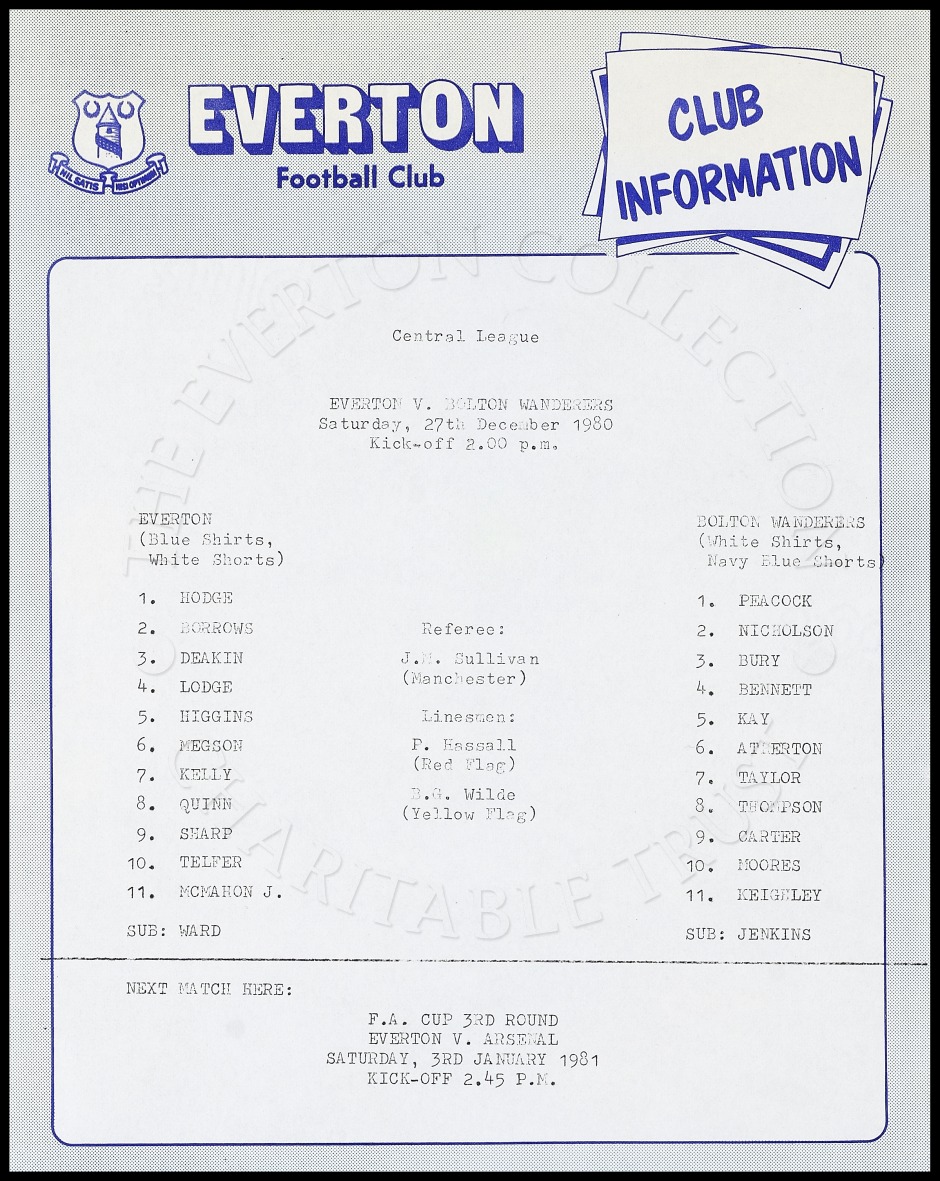 NIL SATIS NISI OPTIMUM
EVERTON
Football Club
CLUB
INFORMATION
THE EVERTON COLLECTION
CHARITABLE TRUST
Central League
EVERTON V. BOLTON WANDERERS
Saturday, 27th December 1980
Kick-off 2.00 p.m.
EVERTON
(Blue Shirts,
White Shorts)
1. HODGE
2. BORROWS
3. DEAKIN
4. LODGE
5. HIGGINS
6. MEGSON
7. KELLY
8. QUINN
9. SHARP
10. TELFER
11. MCMAHON J.
SUB: WARD
Referee:
J.M. Sullivan
(Manchester)
Linesmen:
P. Hassall
(Red Flag)
B.G. Wilde
(Yellow Flag)
BOLTON WANDERERS
(White Shirts,
Navy Blue Shorts)
1. PEACOCK
2. NICHOLSON
3. BURY
4. BENNETT
5. KAY
6. ATHERTON
7. TAYLOR
8. THOMPSON
9. CARTER
10. MOORES
11. KEIGHLEY
SUB: JENKINS
NEXT MATCH HERE:
F.A. CUP 3RD ROUND
EVERTON V. ARSENAL
SATURDAY, 3RD JANUARY 1981
KICK-OFF 2.45 P.M.